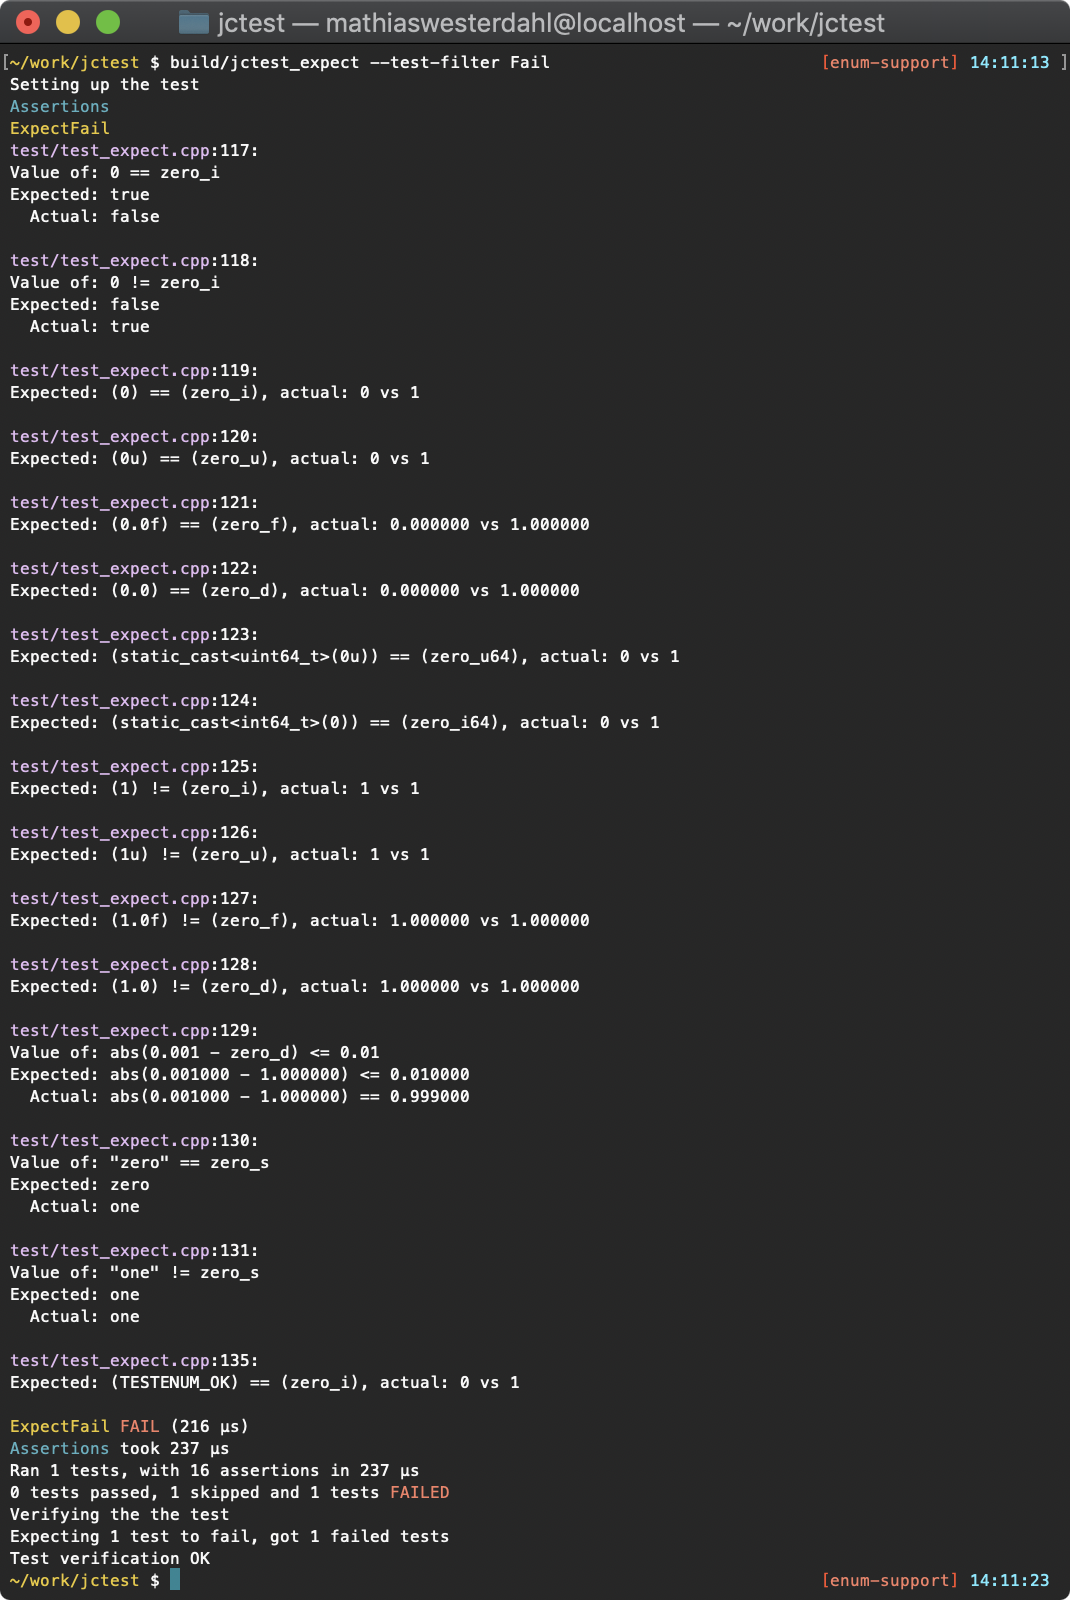 jctest — mathiaswesterdahl@localhost — ~/work/jctest
[~/work/jctest $ build/jctest_expect --test-filter Fail [enum-support] 14:11:13 ]
Setting up the test
Assertions
ExpectFail
test/test_expect.cpp:117:
Value of: 0 == zero_i
Expected: true
  Actual: false

test/test_expect.cpp:118:
Value of: 0 != zero_i
Expected: false
  Actual: true

test/test_expect.cpp:119:
Expected: (0) == (zero_i), actual: 0 vs 1

test/test_expect.cpp:120:
Expected: (0u) == (zero_u), actual: 0 vs 1

test/test_expect.cpp:121:
Expected: (0.0f) == (zero_f), actual: 0.000000 vs 1.000000

test/test_expect.cpp:122:
Expected: (0.0) == (zero_d), actual: 0.000000 vs 1.000000

test/test_expect.cpp:123:
Expected: (static_cast<uint64_t>(0u)) == (zero_u64), actual: 0 vs 1

test/test_expect.cpp:124:
Expected: (static_cast<int64_t>(0)) == (zero_i64), actual: 0 vs 1

test/test_expect.cpp:125:
Expected: (1) != (zero_i), actual: 1 vs 1

test/test_expect.cpp:126:
Expected: (1u) != (zero_u), actual: 1 vs 1

test/test_expect.cpp:127:
Expected: (1.0f) != (zero_f), actual: 1.000000 vs 1.000000

test/test_expect.cpp:128:
Expected: (1.0) != (zero_d), actual: 1.000000 vs 1.000000

test/test_expect.cpp:129:
Value of: abs(0.001 - zero_d) <= 0.01
Expected: abs(0.001000 - 1.000000) <= 0.010000
  Actual: abs(0.001000 - 1.000000) == 0.999000

test/test_expect.cpp:130:
Value of: "zero" == zero_s
Expected: zero
  Actual: one

test/test_expect.cpp:131:
Value of: "one" != zero_s
Expected: one
  Actual: one

test/test_expect.cpp:135:
Expected: (TESTENUM_OK) == (zero_i), actual: 0 vs 1

ExpectFail FAIL (216 µs)
Assertions took 237 µs
Ran 1 tests, with 16 assertions in 237 µs
0 tests passed, 1 skipped and 1 tests FAILED
Verifying the the test
Expecting 1 test to fail, got 1 failed tests
Test verification OK
~/work/jctest $ [enum-support] 14:11:23